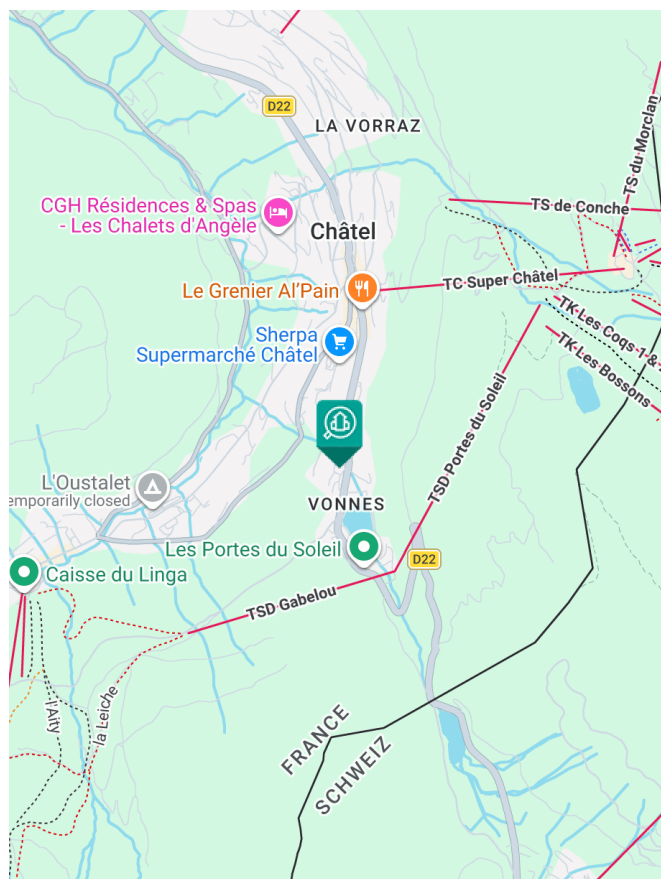 D22
LA VORRAZ
TS du Morclan
CGH Résidences & Spas
- Les Chalets d'Angèle
TS de Conche
Châtel
TC Super Châtel
Le Grenier Al'Pain
TK Les Coqs 1 &
Sherpa
Supermarché Châtel
TK Les Bossons
TSD Portes du Soleil
L'Oustalet
emporarily closed
VONNES
Les Portes du Soleil
D22
Caisse du Linga
TSD Gabelou
l'Aity
la Leiche
FRANCE
SCHWEIZ